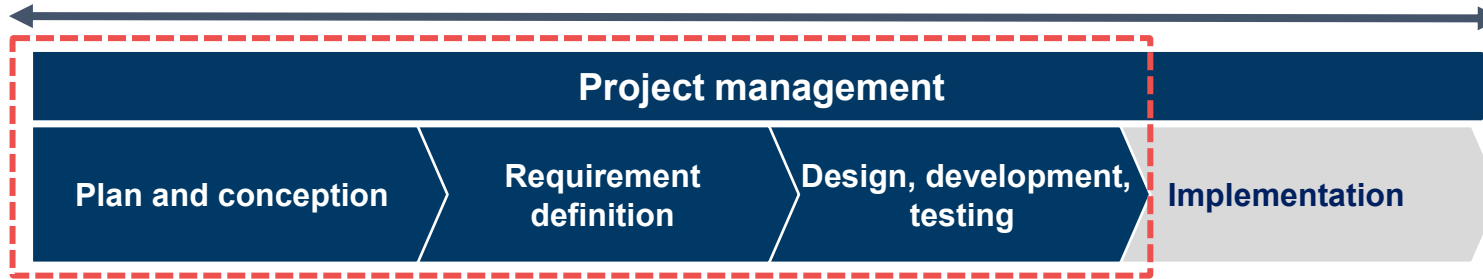 Project management
Plan and conception
Requirement
definition
Design, development,
testing
Implementation